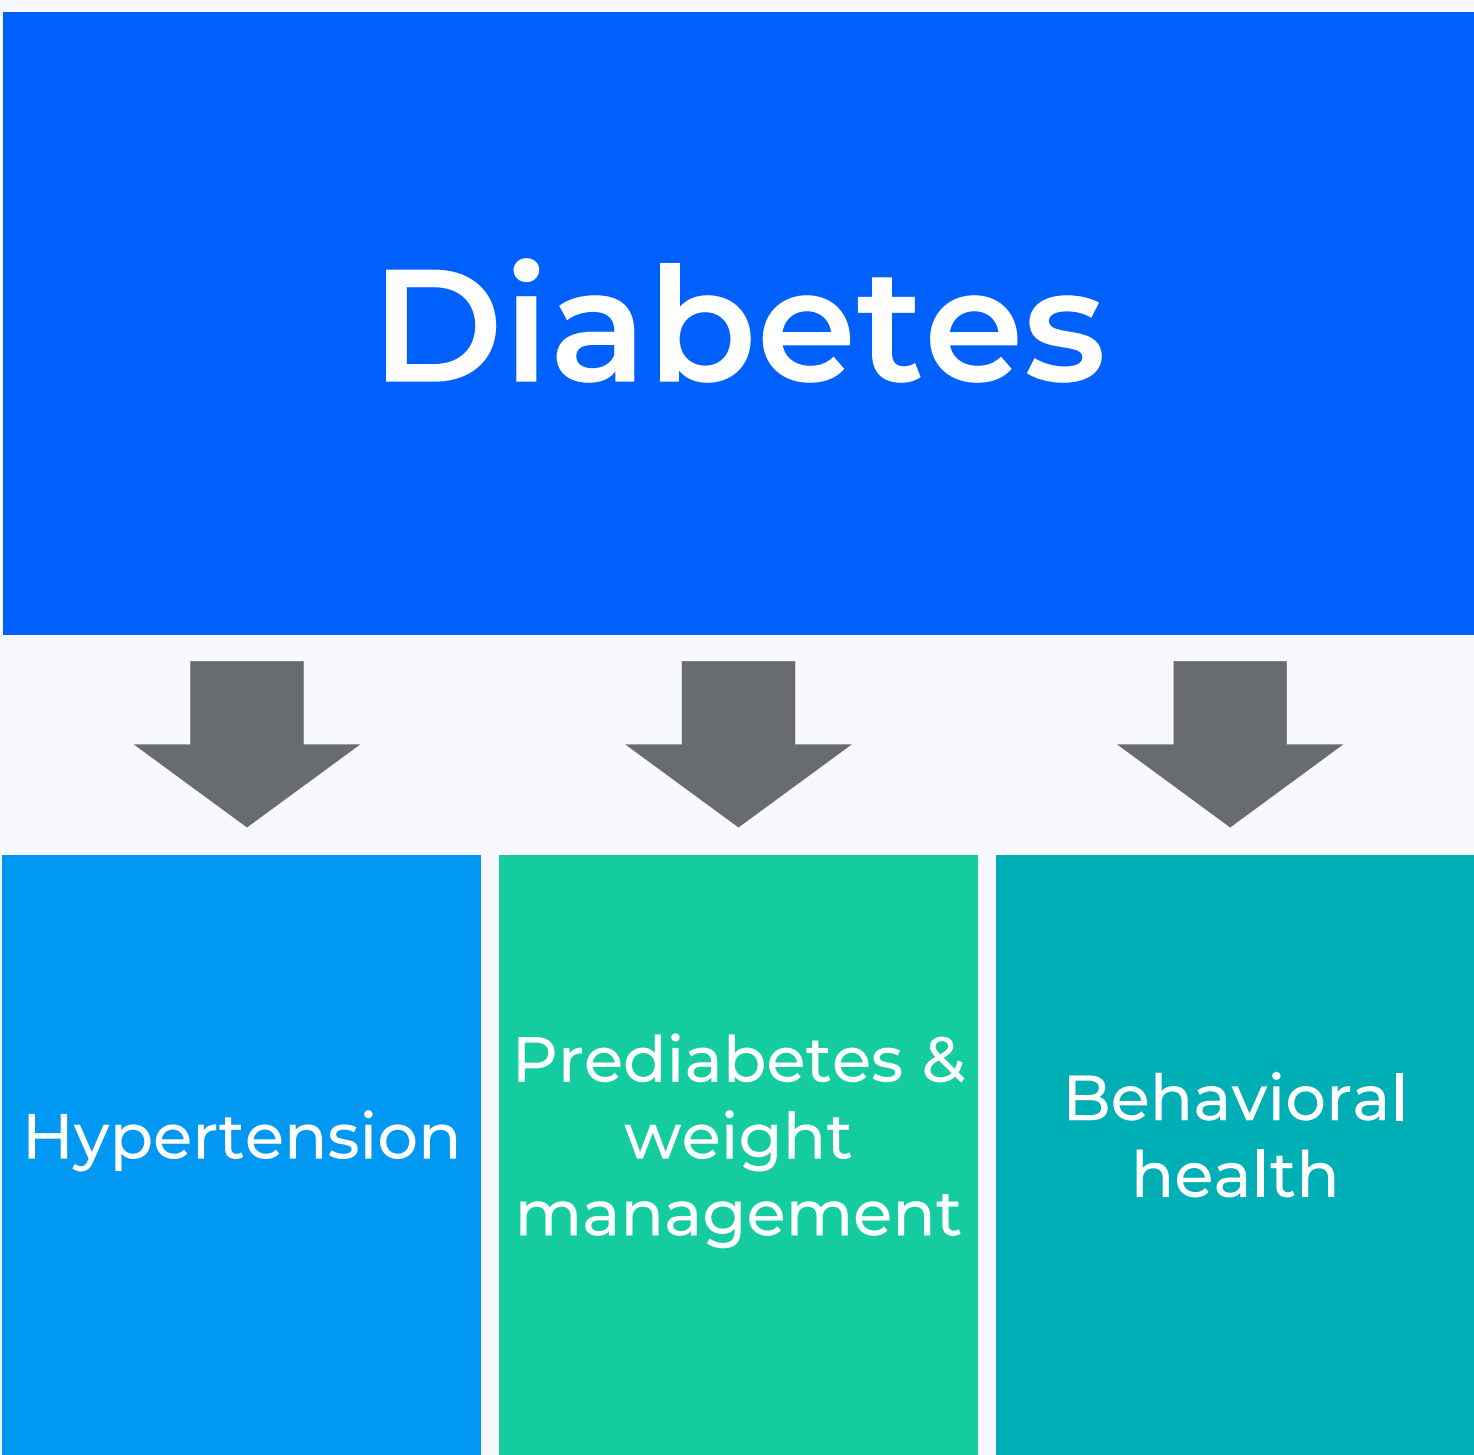 Diabetes
Hypertension
Prediabetes &
weight
management
Behavioral
health